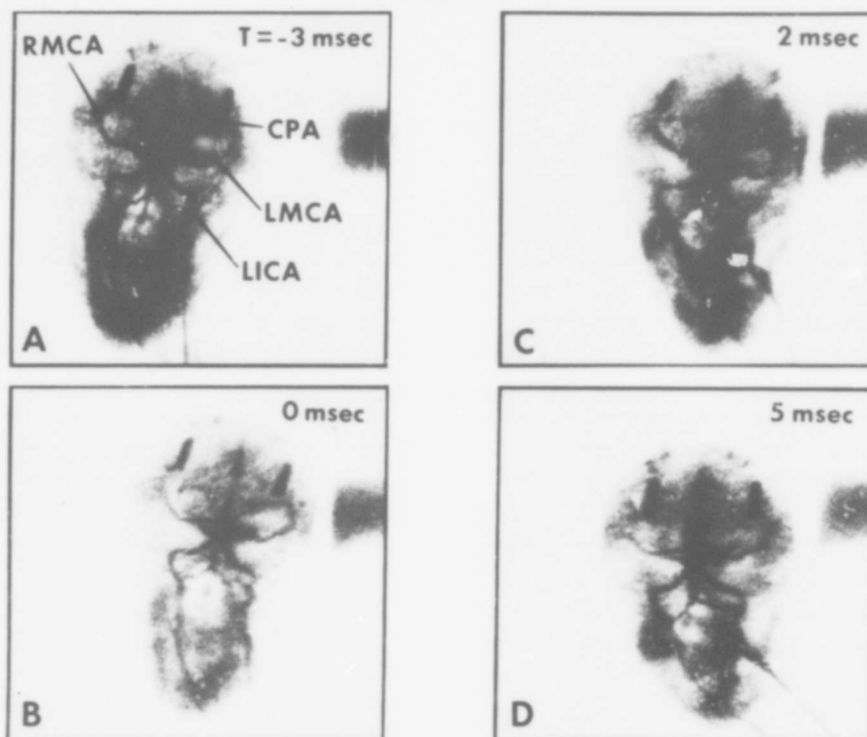 RMCA
T = -3 msec
CPA
LMCA
LICA
A
0 msec
B
2 msec
C
5 msec
D